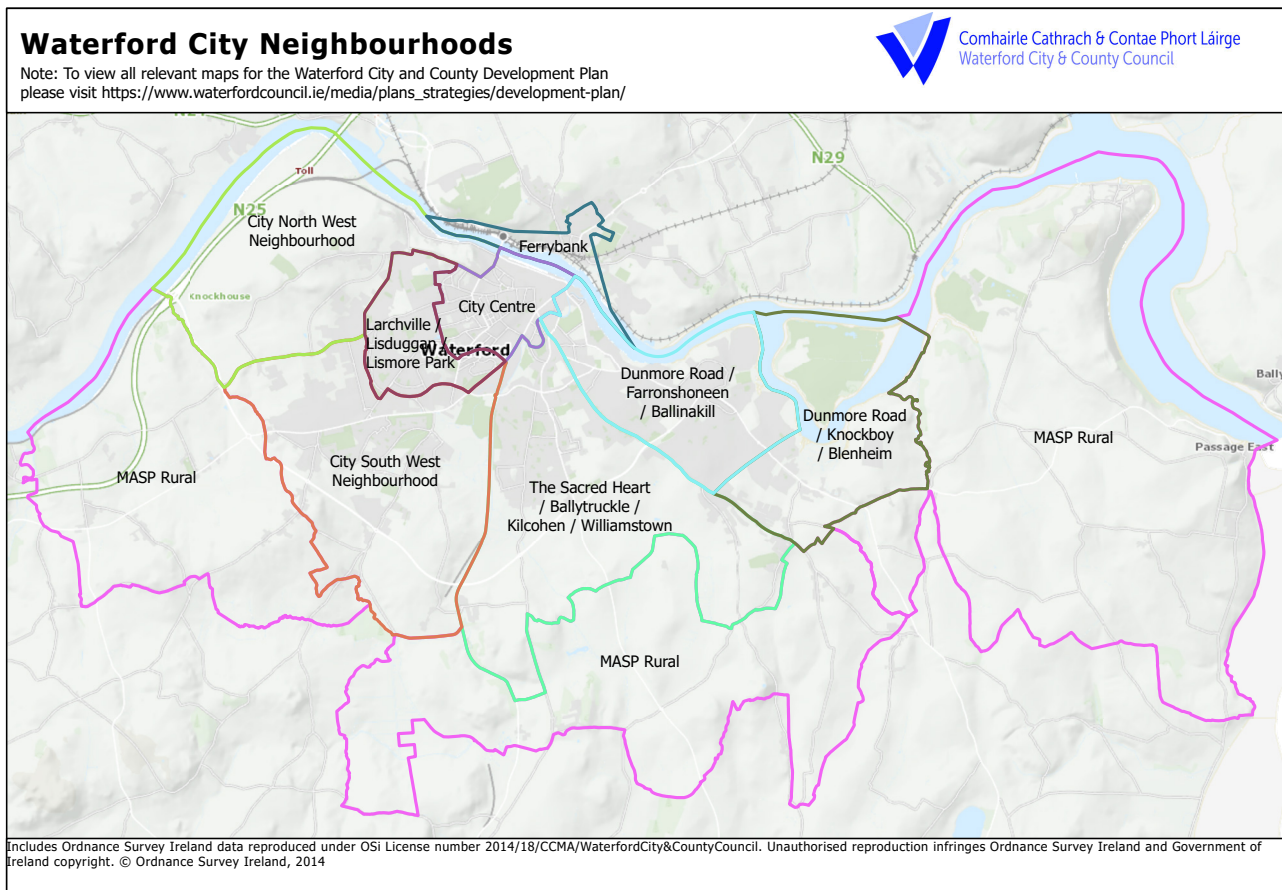 Waterford City Neighbourhoods
Note: To view all relevant maps for the Waterford City and County Development Plan
please visit https://www.waterfordcouncil.ie/media/plans_strategies/development-plan/
Comhairle Cathrach & Contae Phort Láirge
Waterford City & County Council
Toll
N29
N25
City North West
Neighbourhood
Ferrybank
Knockhouse
City Centre
Larchville /
Lisduggan /
Lismore Park
Waterford
Dunmore Road /
Farronshoneen
/ Ballinakill
Dunmore Road
/ Knockboy
/ Blenheim
MASP Rural
Passage East
MASP Rural
City South West
Neighbourhood
The Sacred Heart
/ Ballytruckle /
Kilcohen / Williamstown
MASP Rural
Includes Ordnance Survey Ireland data reproduced under OSi License number 2014/18/CCMA/WaterfordCity&CountyCouncil. Unauthorised reproduction infringes Ordnance Survey Ireland and Government of
Ireland copyright. © Ordnance Survey Ireland, 2014